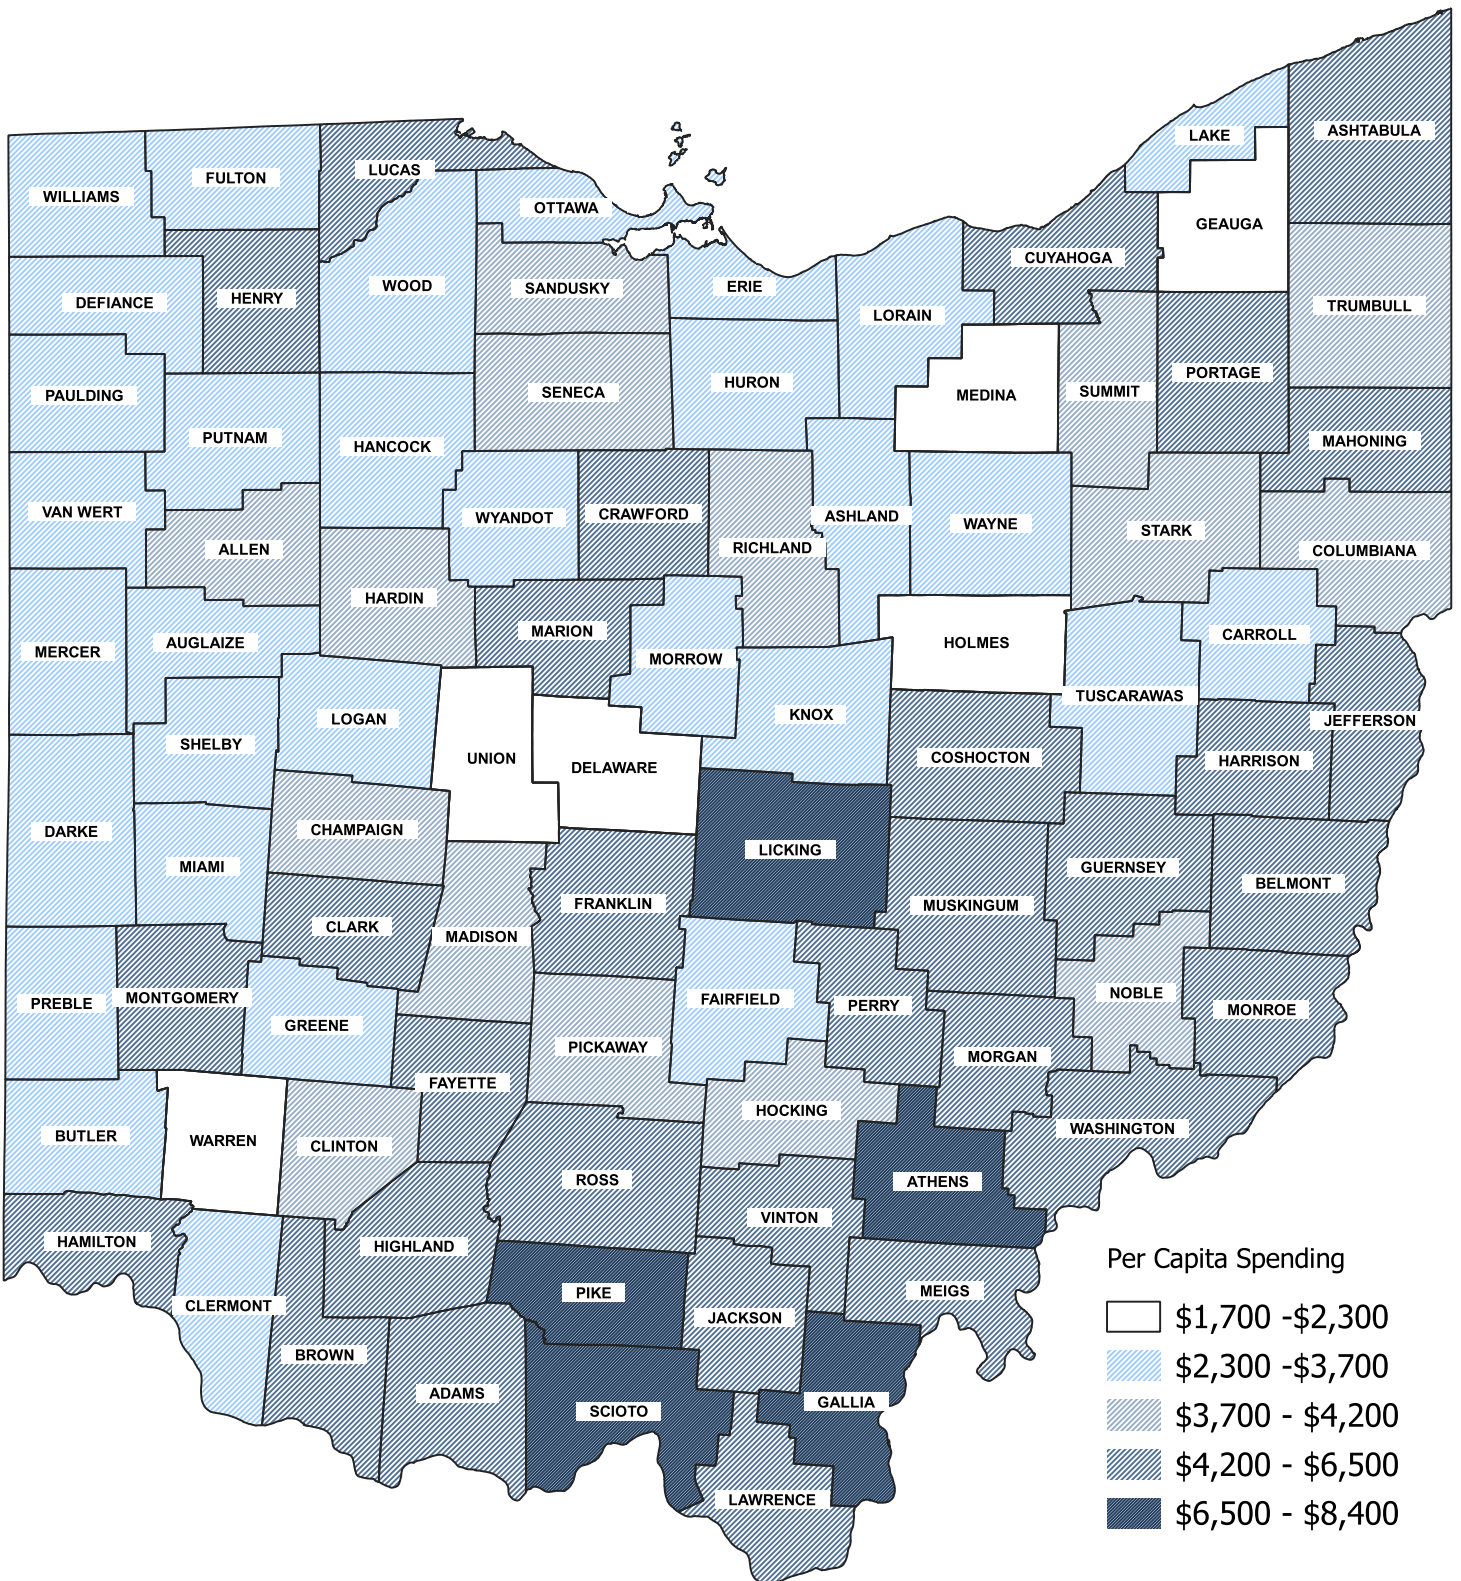 ASHTABULA
LAKE
LUCAS
FULTON
WILLIAMS
OTTAWA
GEAUGA
CUYAHOGA
WOOD
ERIE
SANDUSKY
HENRY
DEFIANCE
TRUMBULL
LORAIN
PORTAGE
HURON
SUMMIT
SENECA
MEDINA
PAULDING
PUTNAM
MAHONING
HANCOCK
VAN WERT
CRAWFORD
ASHLAND
WYANDOT
WAYNE
STARK
RICHLAND
ALLEN
COLUMBIANA
HARDIN
MARION
CARROLL
AUGLAIZE
HOLMES
MERCER
MORROW
TUSCARAWAS
KNOX
LOGAN
JEFFERSON
SHELBY
UNION
COSHOCTON
HARRISON
DELAWARE
CHAMPAIGN
DARKE
LICKING
MIAMI
GUERNSEY
BELMONT
FRANKLIN
MUSKINGUM
CLARK
MADISON
NOBLE
MONTGOMERY
FAIRFIELD
PREBLE
PERRY
MONROE
GREENE
PICKAWAY
MORGAN
FAYETTE
HOCKING
WASHINGTON
BUTLER
WARREN
CLINTON
ROSS
ATHENS
VINTON
HAMILTON
HIGHLAND
Per Capita Spending
MEIGS
PIKE
CLERMONT
JACKSON
$1,700 -$2,300
BROWN
$2,300 -$3,700
ADAMS
GALLIA
SCIOTO
$3,700 - $4,200
$4,200 - $6,500
LAWRENCE
$6,500 - $8,400